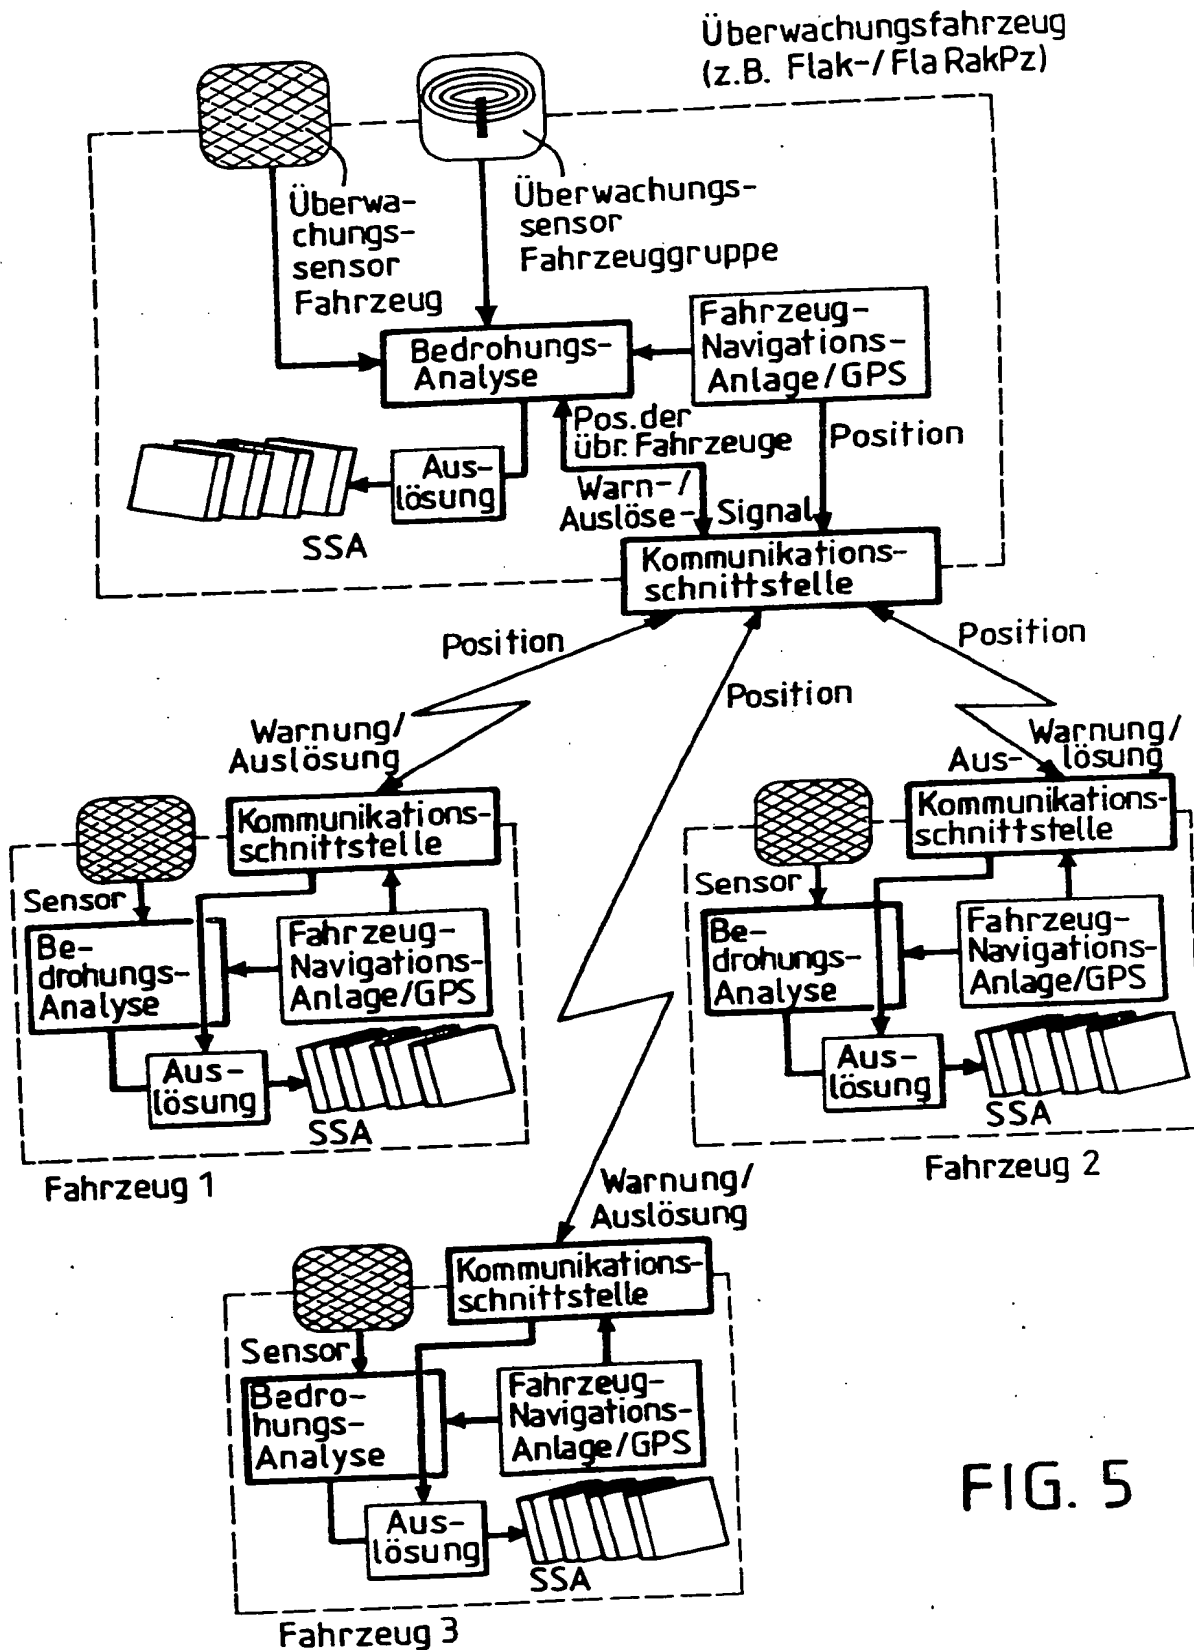 Überwachungsfahrzeug
(z.B. Flak-/Fla RakPz)
Überwa-
chungs-
sensor
Fahrzeug
Überwachungs-
sensor
Fahrzeuggruppe
Bedrohungs-
Analyse
Fahrzeug-
Navigations-
Anlage/GPS
Pos. der
übr. Fahrzeuge
Position
Aus-
lösung
SSA
Warn-/
Auslöse-Signal
Kommunikations-
schnittstelle
Position
Position
Position
Warnung/
Auslösung
Kommunikations-
schnittstelle
Sensor
Be-
drohungs-
Analyse
Fahrzeug-
Navigations-
Anlage/GPS
Aus-
lösung
SSA
Fahrzeug 1
Warnung/
Aus-lösung
Kommunikations-
schnittstelle
Sensor
Be-
drohungs-
Analyse
Fahrzeug-
Navigations-
Anlage/GPS
Aus-
lösung
SSA
Fahrzeug 2
Warnung/
Auslösung
Kommunikations-
schnittstelle
Sensor
Bedro-
hungs-
Analyse
Fahrzeug-
Navigations-
Anlage/GPS
Aus-
lösung
SSA
Fahrzeug 3
FIG. 5